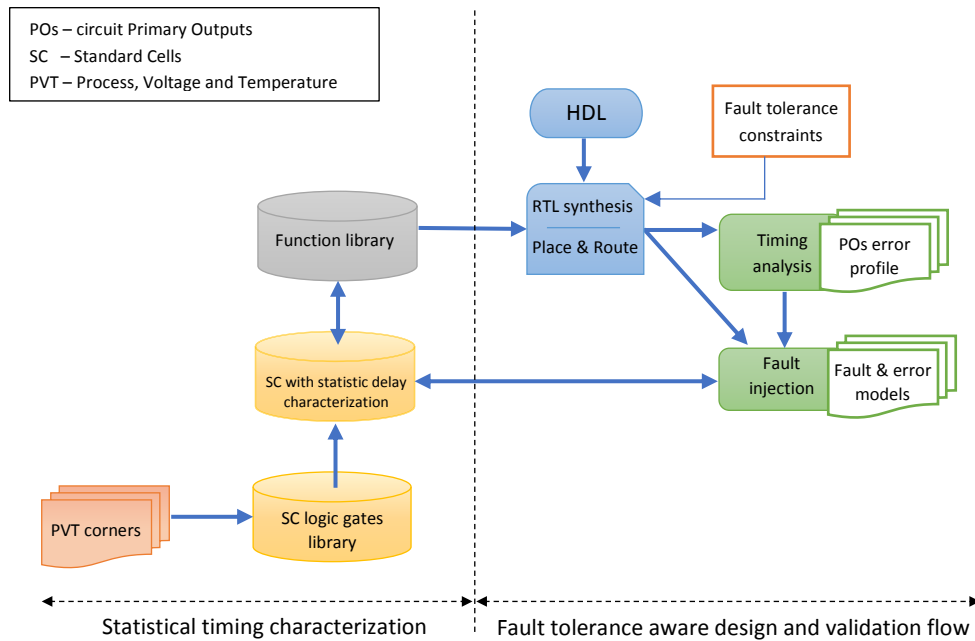 POs – circuit Primary Outputs
SC – Standard Cells
PVT – Process, Voltage and Temperature
HDL
Fault tolerance
constraints
RTL synthesis
Place & Route
Function library
Timing
analysis
POs error
profile
SC with statistic delay
characterization
Fault
injection
Fault & error
models
PVT corners
SC logic gates
library
Statistical timing characterization
Fault tolerance aware design and validation flow